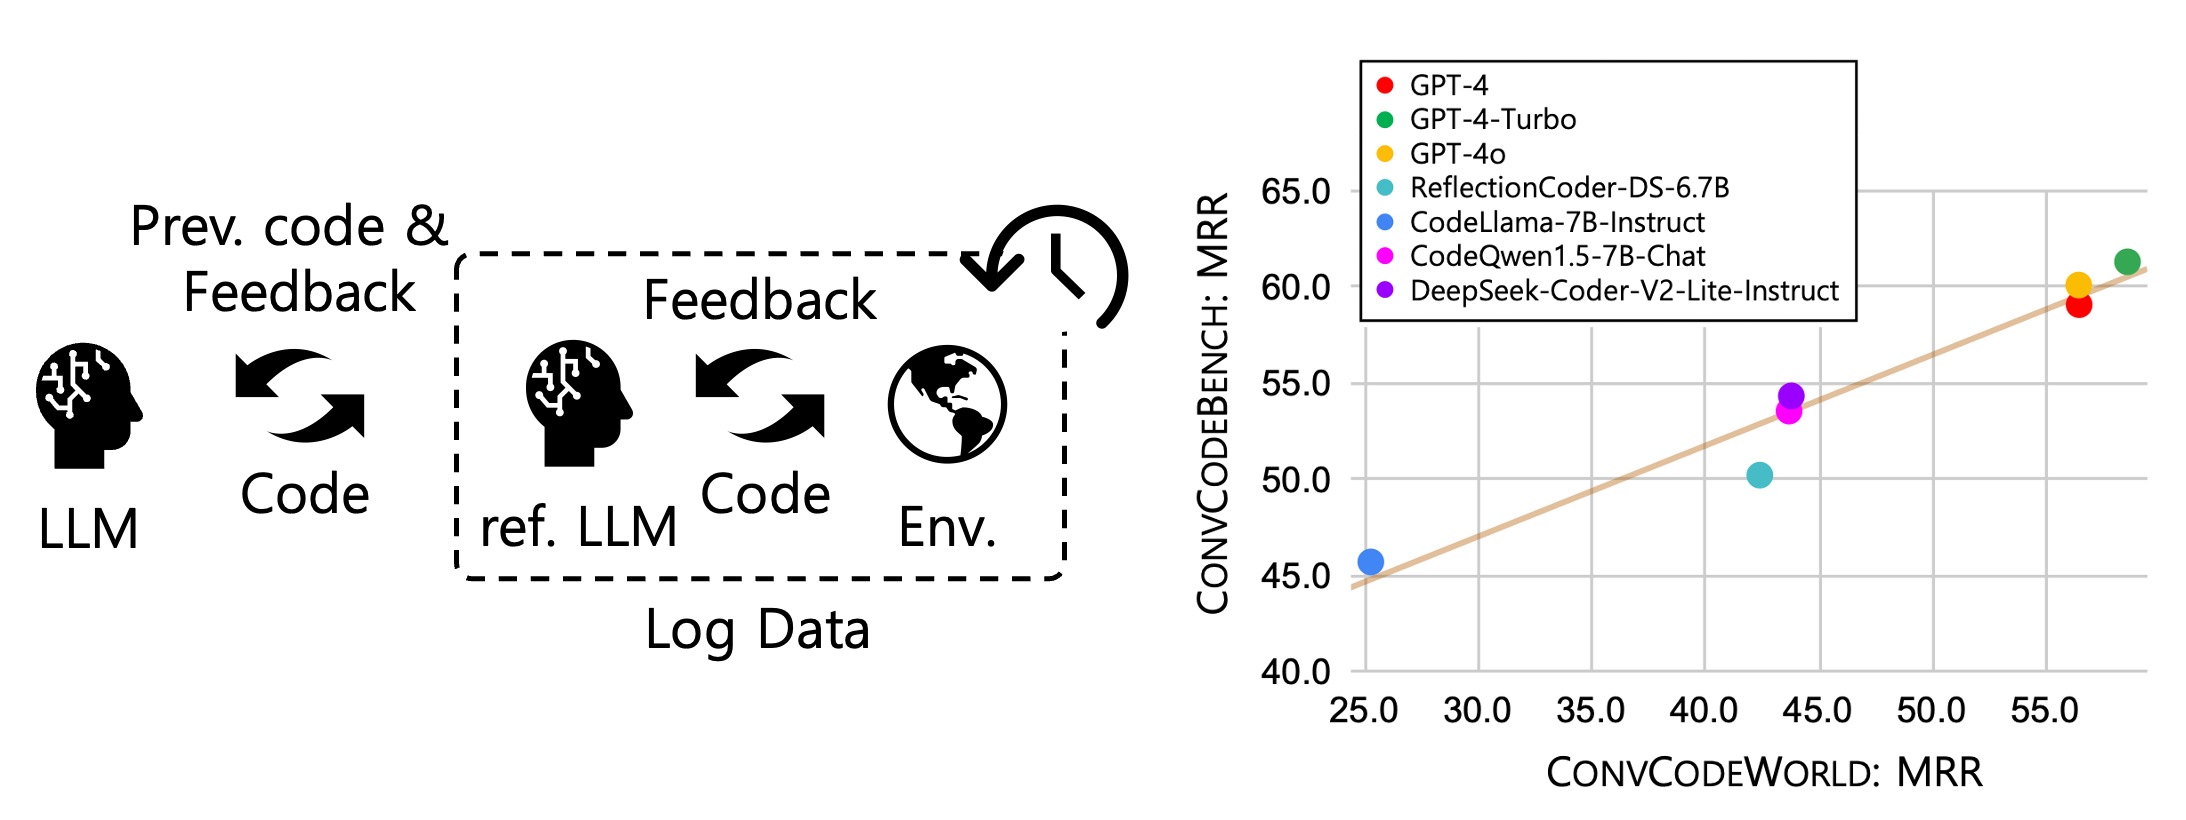 Prev. code &
Feedback
Feedback
Code
LLM
ref. LLM
Code
Env.
Log Data
GPT-4
GPT-4-Turbo
GPT-4o
ReflectionCoder-DS-6.7B
CodeLlama-7B-Instruct
CodeQwen1.5-7B-Chat
DeepSeek-Coder-V2-Lite-Instruct
CONVCODEBENCH: MRR
65.0
60.0
55.0
50.0
45.0
40.0
25.0 30.0 35.0 40.0 45.0 50.0 55.0
CONVCODEWORLD: MRR